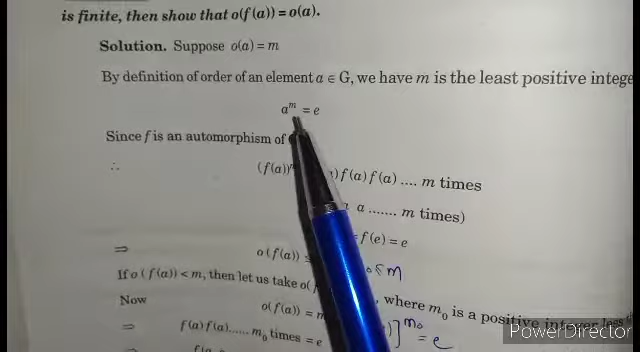 is finite, then show that o(f(a)) = o(a).
Solution. Suppose o(a) = m
By definition of order of an element a ∈ G, we have m is the least positive intege
aᵐ = e
Since f is an automorphism of
∴ (f(a)) f(a) f(a) .... m times
a ....... m times)
f(e) = e
⇒ o(f(a))
If o(f(a)) < m, then let us take , where m₀ is a positive integer less
Now o(f(a)) =
⇒ f(a) f(a)...... m₀ times = e
]ᵐ⁰ = e
PowerDirector